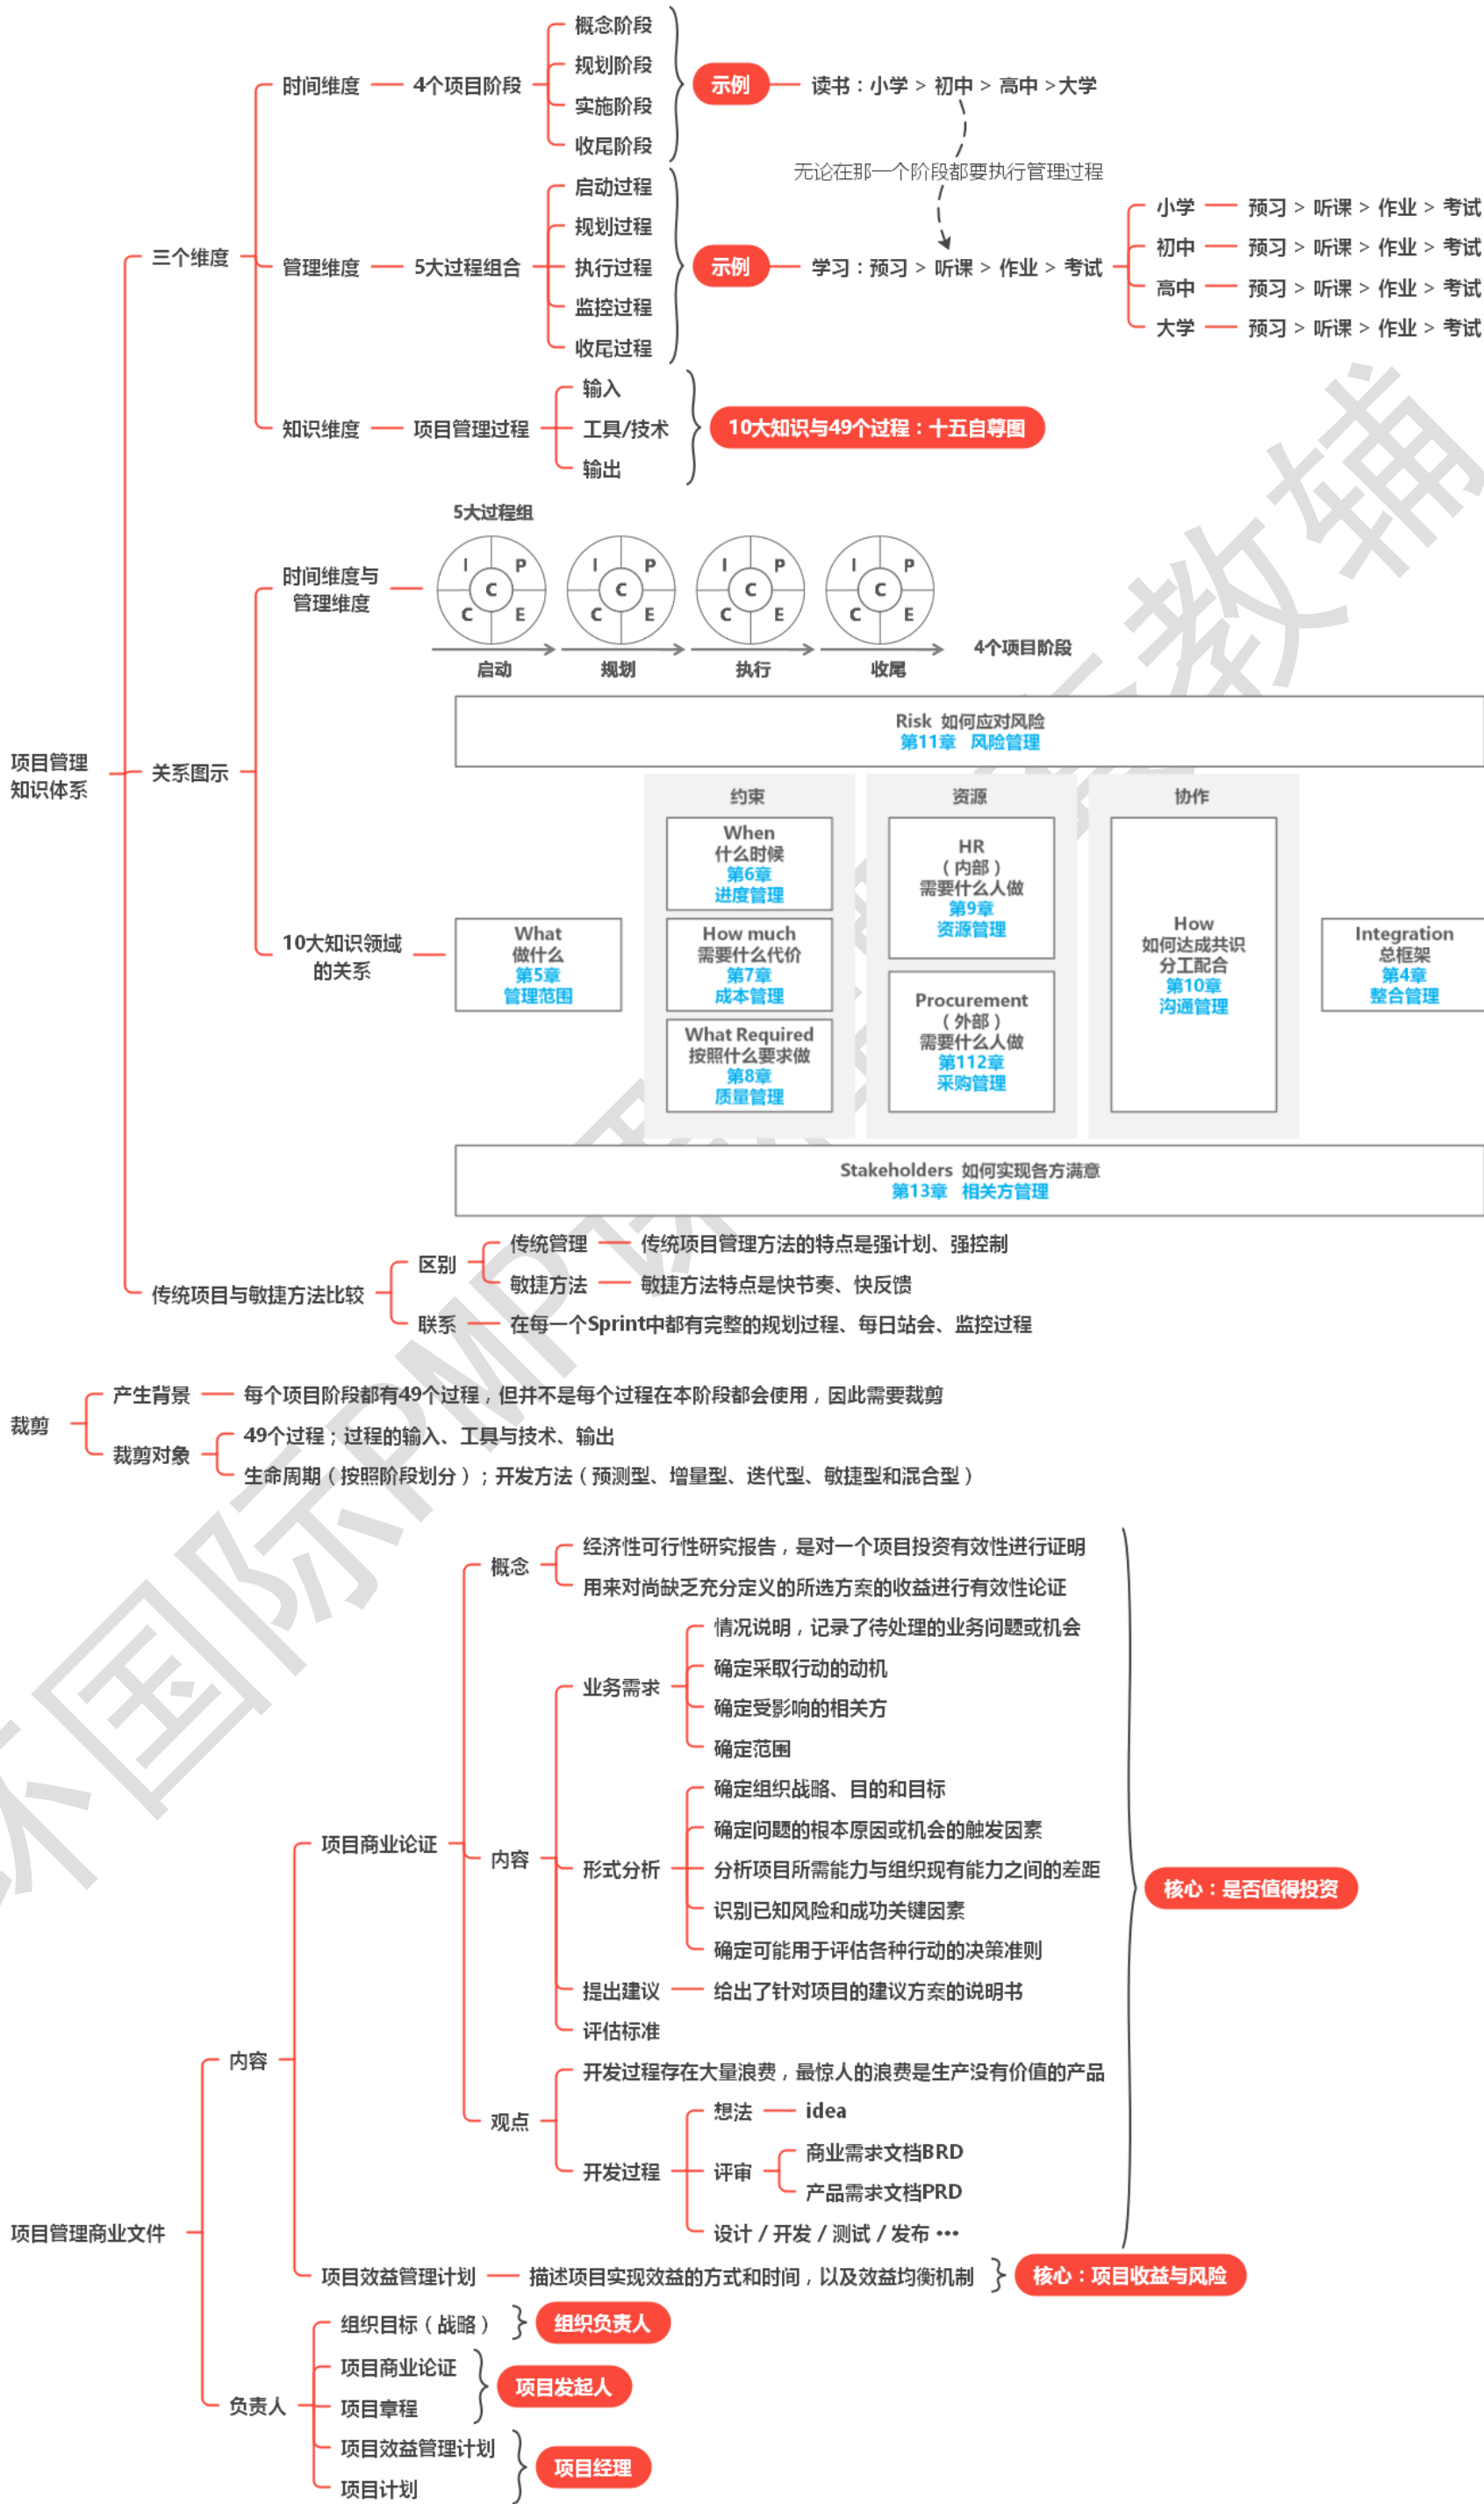 概念阶段
规划阶段
实施阶段
收尾阶段
时间维度
4个项目阶段
示例
读书：小学 > 初中 > 高中 >大学
无论在那一个阶段都要执行管理过程
启动过程
规划过程
执行过程
监控过程
收尾过程
三个维度
管理维度
5大过程组合
示例
学习：预习 > 听课 > 作业 > 考试
小学
预习 > 听课 > 作业 > 考试
初中
预习 > 听课 > 作业 > 考试
高中
预习 > 听课 > 作业 > 考试
大学
预习 > 听课 > 作业 > 考试
知识维度
项目管理过程
输入
工具/技术
输出
10大知识与49个过程：十五自尊图
5大过程组
时间维度与
管理维度
I P C C E
I P C C E
I P C C E
I P C C E
启动
规划
执行
收尾
4个项目阶段
项目管理
知识体系
关系图示
Risk 如何应对风险
第11章 风险管理
约束
资源
协作
When
什么时候
第6章
进度管理
HR
（内部）
需要什么人做
第9章
资源管理
10大知识领域
的关系
What
做什么
第5章
管理范围
How much
需要什么代价
第7章
成本管理
What Required
按照什么要求做
第8章
质量管理
Procurement
（外部）
需要什么人做
第112章
采购管理
How
如何达成共识
分工配合
第10章
沟通管理
Integration
总框架
第4章
整合管理
Stakeholders 如何实现各方满意
第13章 相关方管理
传统项目与敏捷方法比较
区别
传统管理
传统项目管理方法的特点是强计划、强控制
敏捷方法
敏捷方法特点是快节奏、快反馈
联系
在每一个Sprint中都有完整的规划过程、每日站会、监控过程
裁剪
产生背景
每个项目阶段都有49个过程，但并不是每个过程在本阶段都会使用，因此需要裁剪
裁剪对象
49个过程；过程的输入、工具与技术、输出
生命周期（按照阶段划分）；开发方法（预测型、增量型、迭代型、敏捷型和混合型）
概念
经济性可行性研究报告，是对一个项目投资有效性进行证明
用来对尚缺乏充分定义的所选方案的收益进行有效性论证
业务需求
情况说明，记录了待处理的业务问题或机会
确定采取行动的动机
确定受影响的相关方
确定范围
项目商业论证
内容
形式分析
确定组织战略、目的和目标
确定问题的根本原因或机会的触发因素
分析项目所需能力与组织现有能力之间的差距
识别已知风险和成功关键因素
确定可能用于评估各种行动的决策准则
核心：是否值得投资
提出建议
给出了针对项目的建议方案的说明书
评估标准
内容
观点
开发过程存在大量浪费，最惊人的浪费是生产没有价值的产品
开发过程
想法
idea
评审
商业需求文档BRD
产品需求文档PRD
设计 / 开发 / 测试 / 发布 ···
项目管理商业文件
项目效益管理计划
描述项目实现效益的方式和时间，以及效益均衡机制
核心：项目收益与风险
负责人
组织目标（战略）
组织负责人
项目商业论证
项目章程
项目发起人
项目效益管理计划
项目计划
项目经理